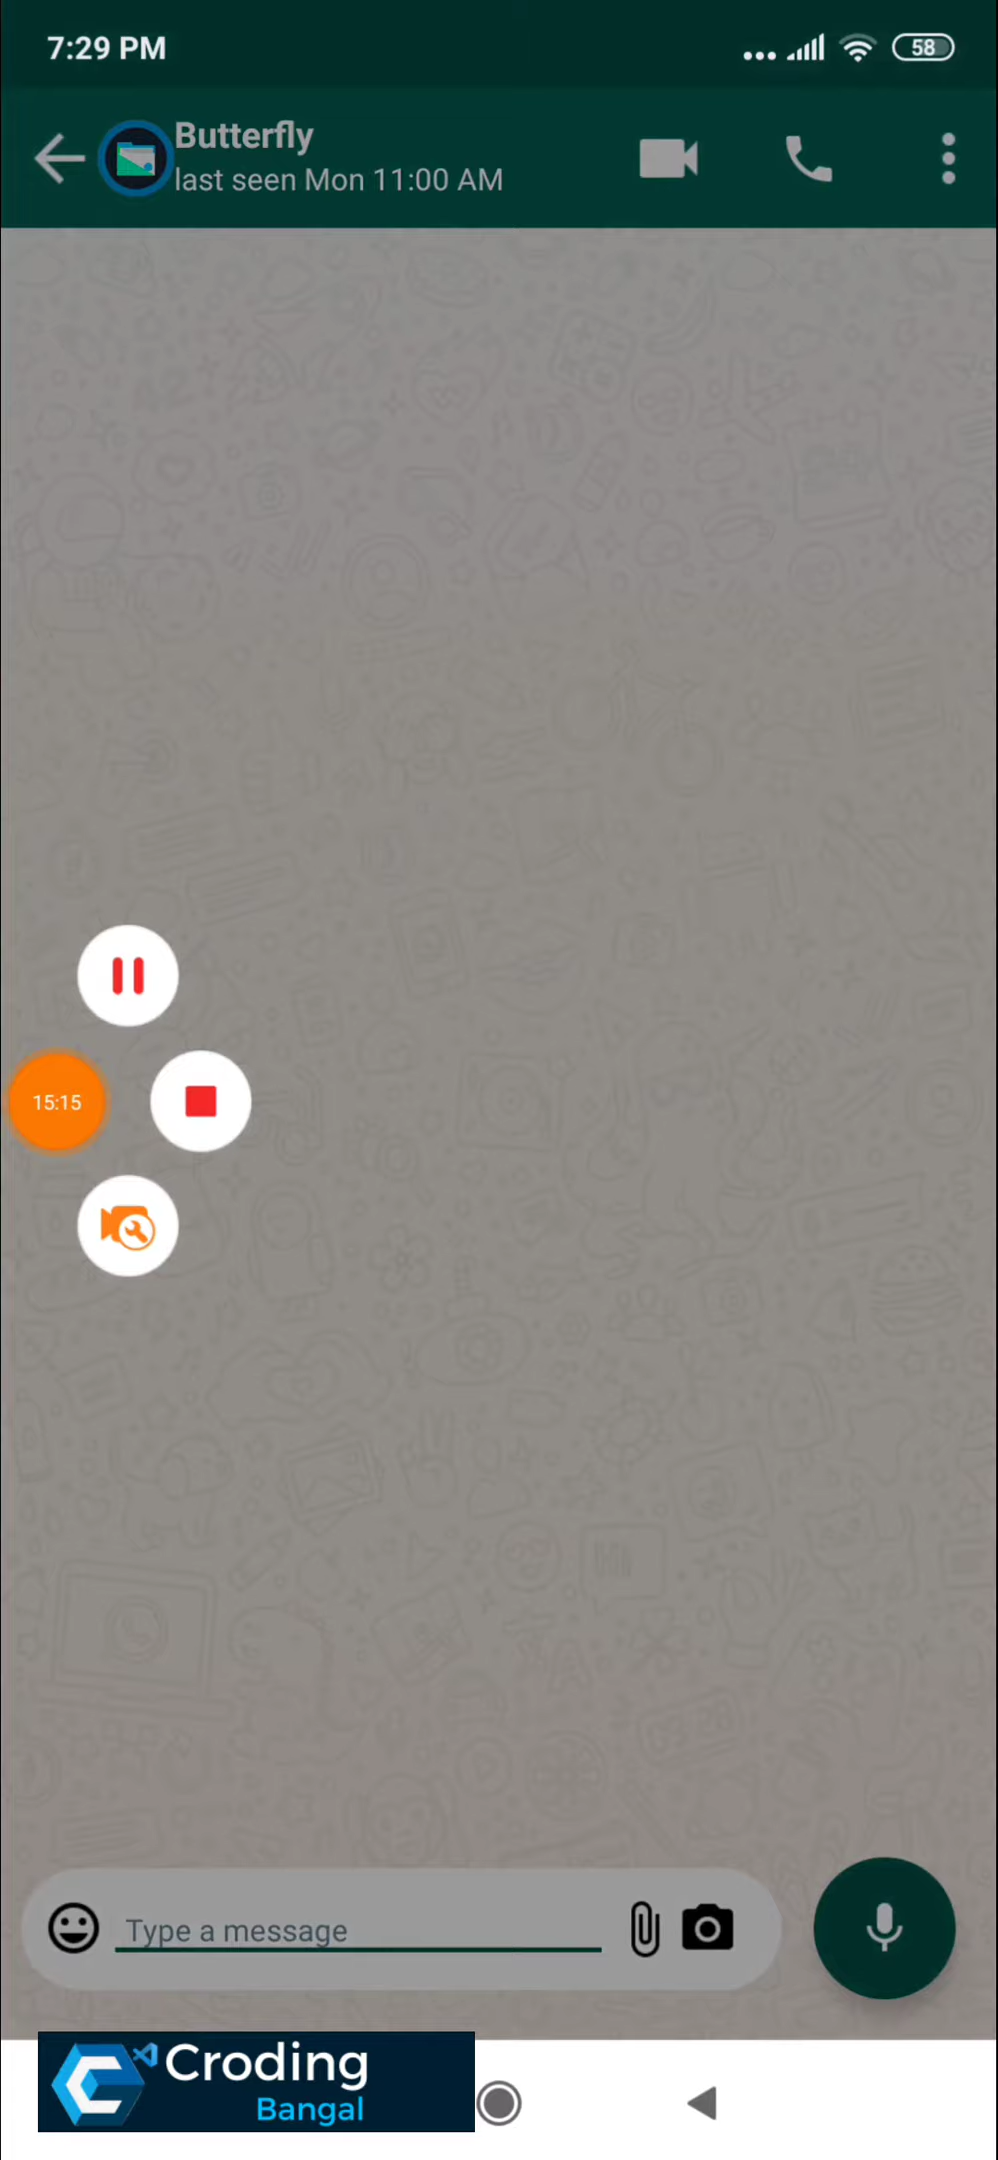 7:29 PM
58
Butterfly
last seen Mon 11:00 AM
15:15
Type a message
Croding
Bangal